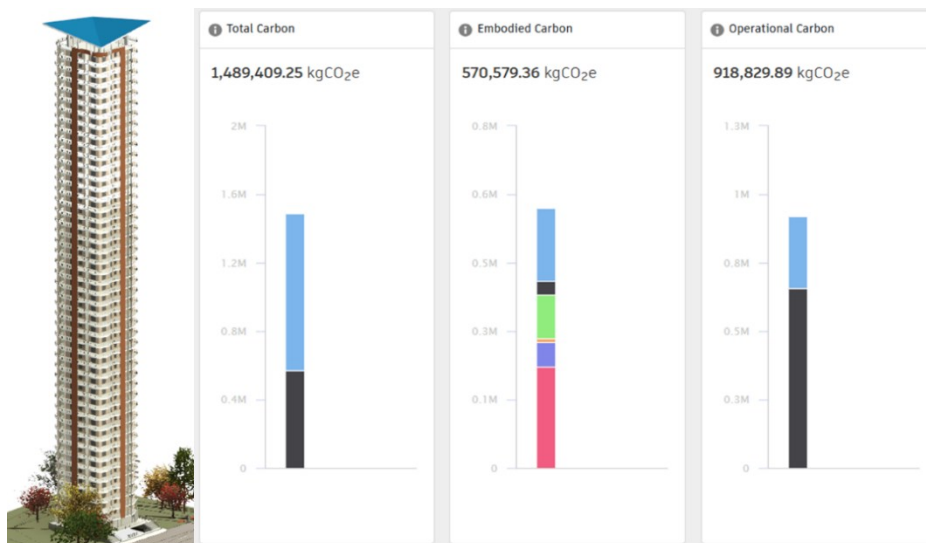 Total Carbon
1,489,409.25 kgCO2e
2M
1.6M
1.2M
0.8M
0.4M
0
Embodied Carbon
570,579.36 kgCO2e
0.8M
0.6M
0.5M
0.3M
0.1M
0
Operational Carbon
918,829.89 kgCO2e
1.3M
1M
0.8M
0.5M
0.3M
0